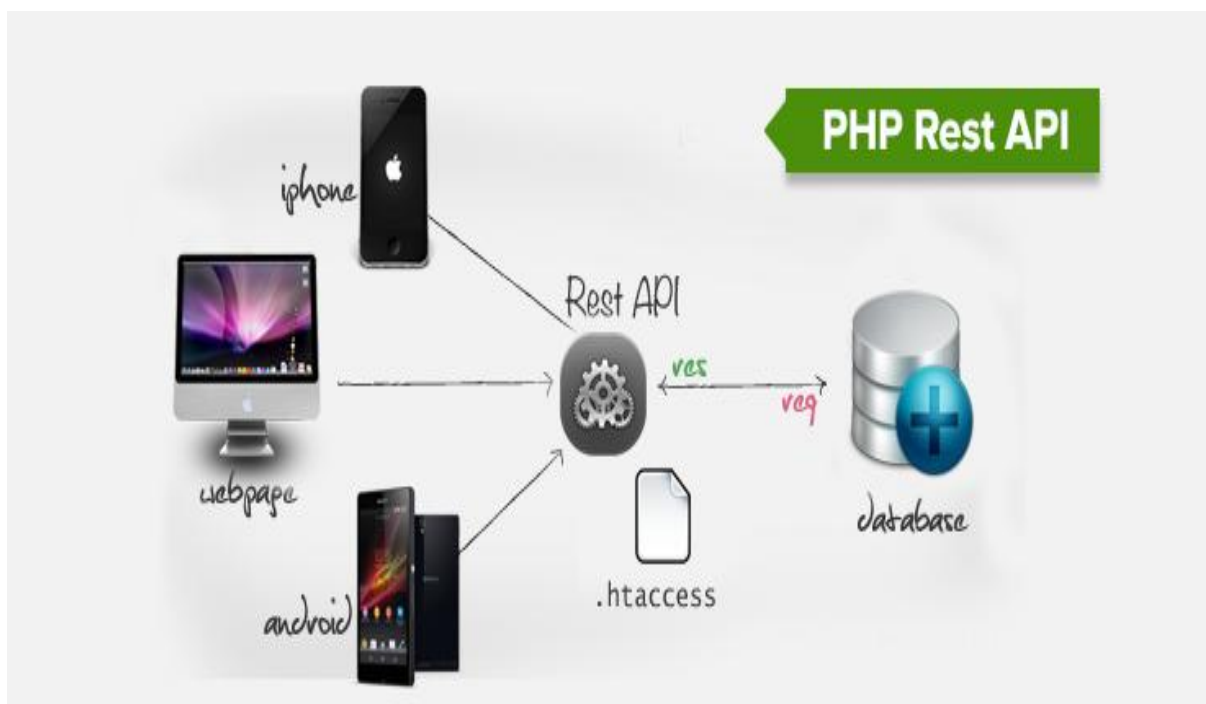 PHP Rest API
iphone
Rest API
res
req
webpage
database
.htaccess
android